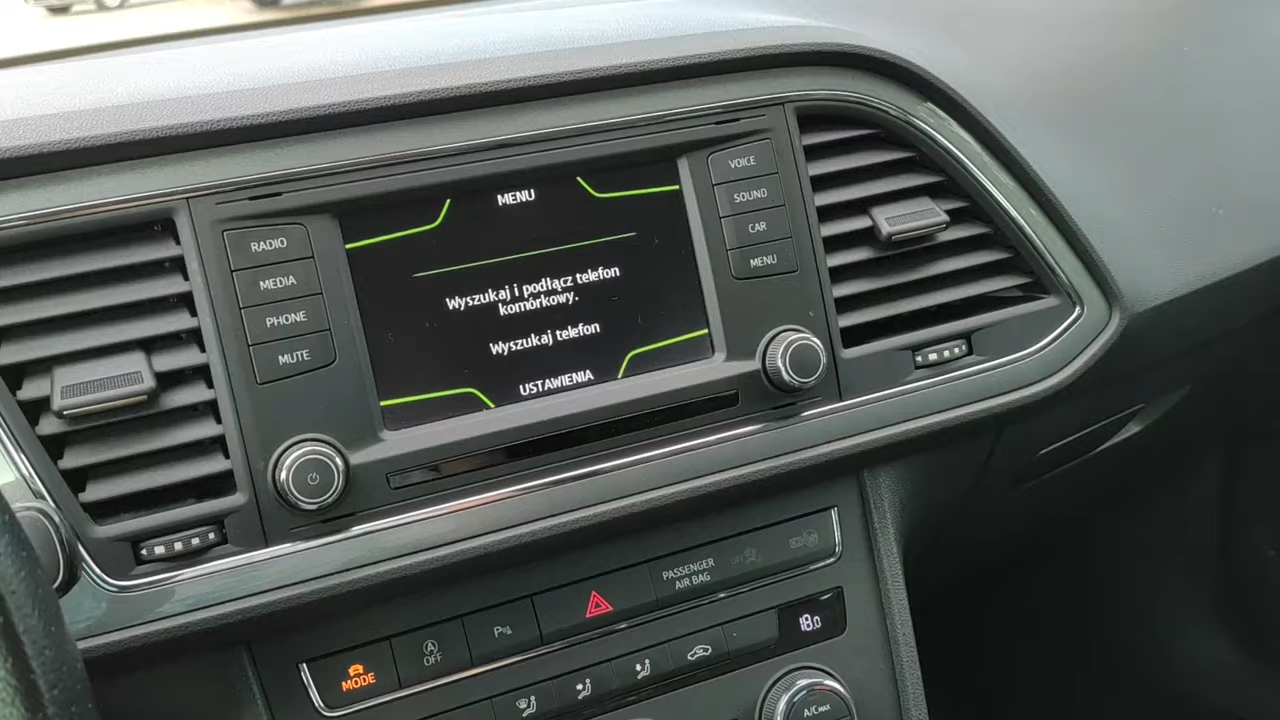 MENU
Wyszukaj i podłącz telefon
komórkowy.
Wyszukaj telefon
USTAWIENIA
RADIO
MEDIA
PHONE
MUTE
VOICE
SOUND
CAR
MENU
PASSENGER
AIR BAG
OFF
MODE
A
OFF
P
18.0
A/C MAX